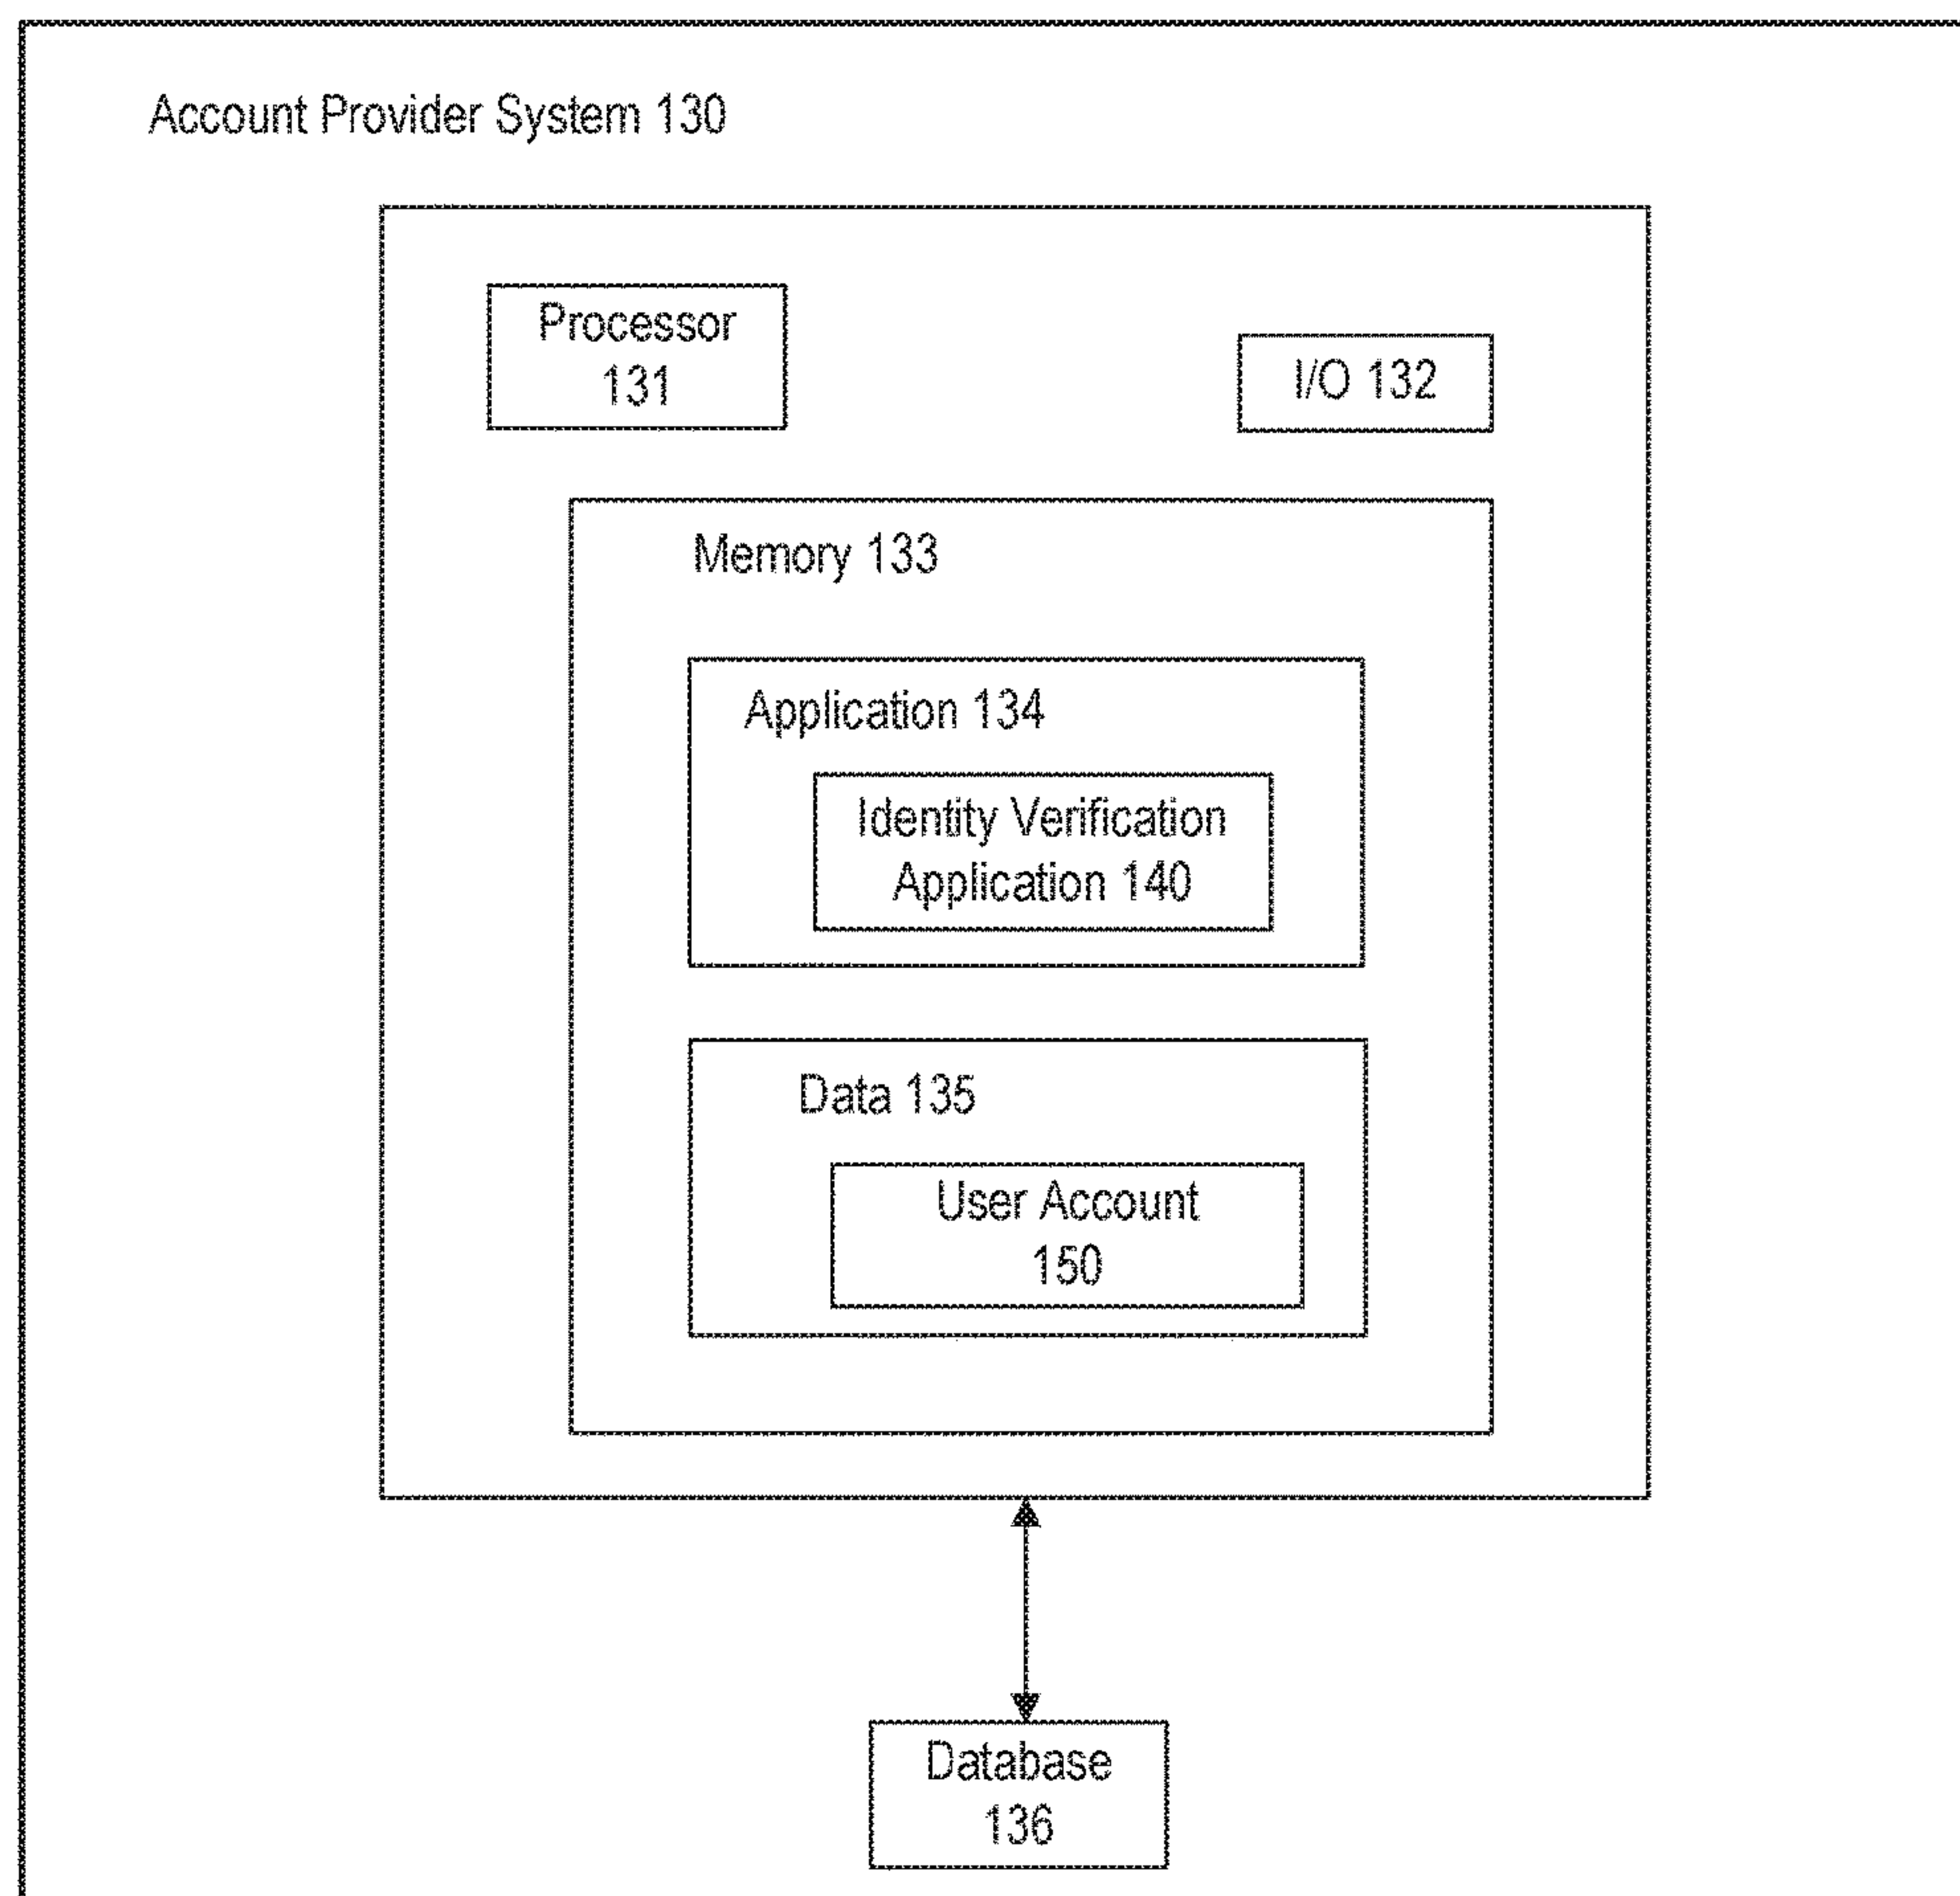 Account Provider System 130
Processor
131
I/O 132
Memory 133
Application 134
Identity Verification
Application 140
Data 135
User Account
150
Database
136